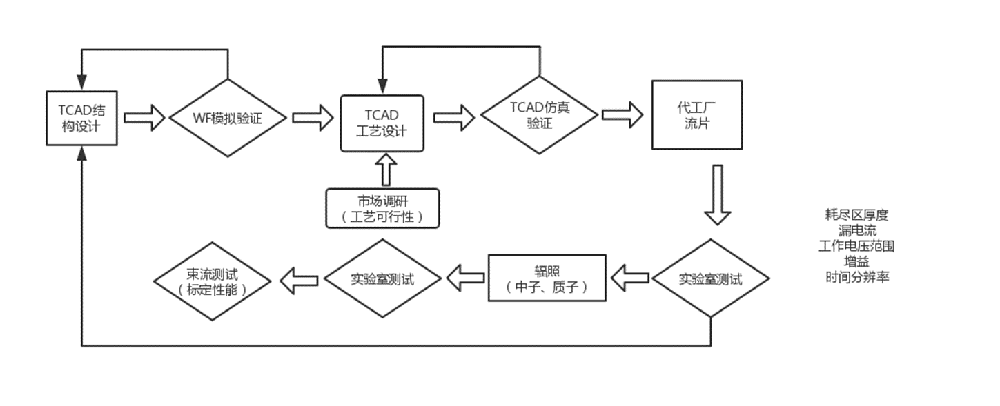 TCAD结
构设计
WF模拟验证
TCAD
工艺设计
TCAD仿真
验证
代工厂
流片
市场调研
（工艺可行性）
耗尽区厚度
漏电流
工作电压范围
增益
时间分辨率
束流测试
（标定性能）
实验室测试
辐照
（中子、质子）
实验室测试